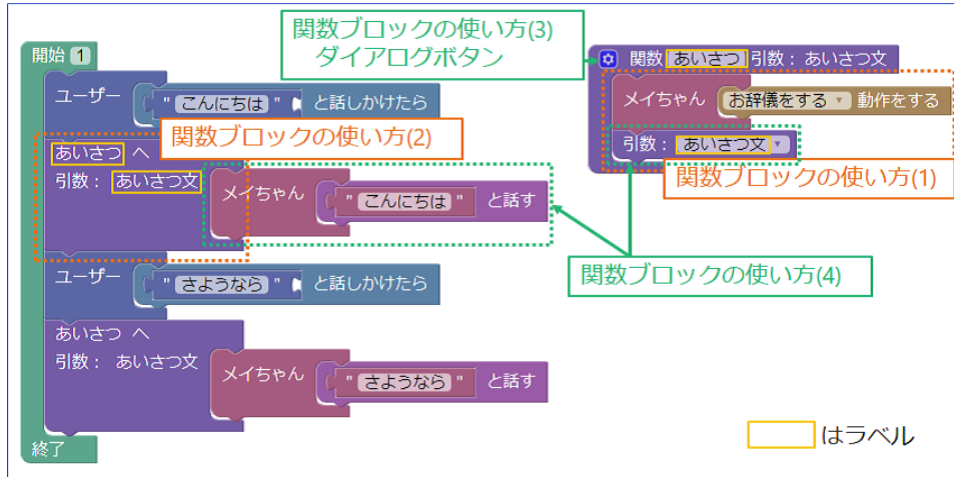 関数ブロックの使い方(3)
ダイアログボタン
開始 1
ユーザー " こんにちは " と話しかけたら
関数ブロックの使い方(2)
あいさつ へ
引数： あいさつ文
メイちゃん " こんにちは " と話す
ユーザー " さようなら " と話しかけたら
あいさつ へ
引数： あいさつ文
メイちゃん " さようなら " と話す
終了
関数 あいさつ 引数：あいさつ文
メイちゃん お辞儀をする 動作をする
引数： あいさつ文
関数ブロックの使い方(1)
関数ブロックの使い方(4)
はラベル